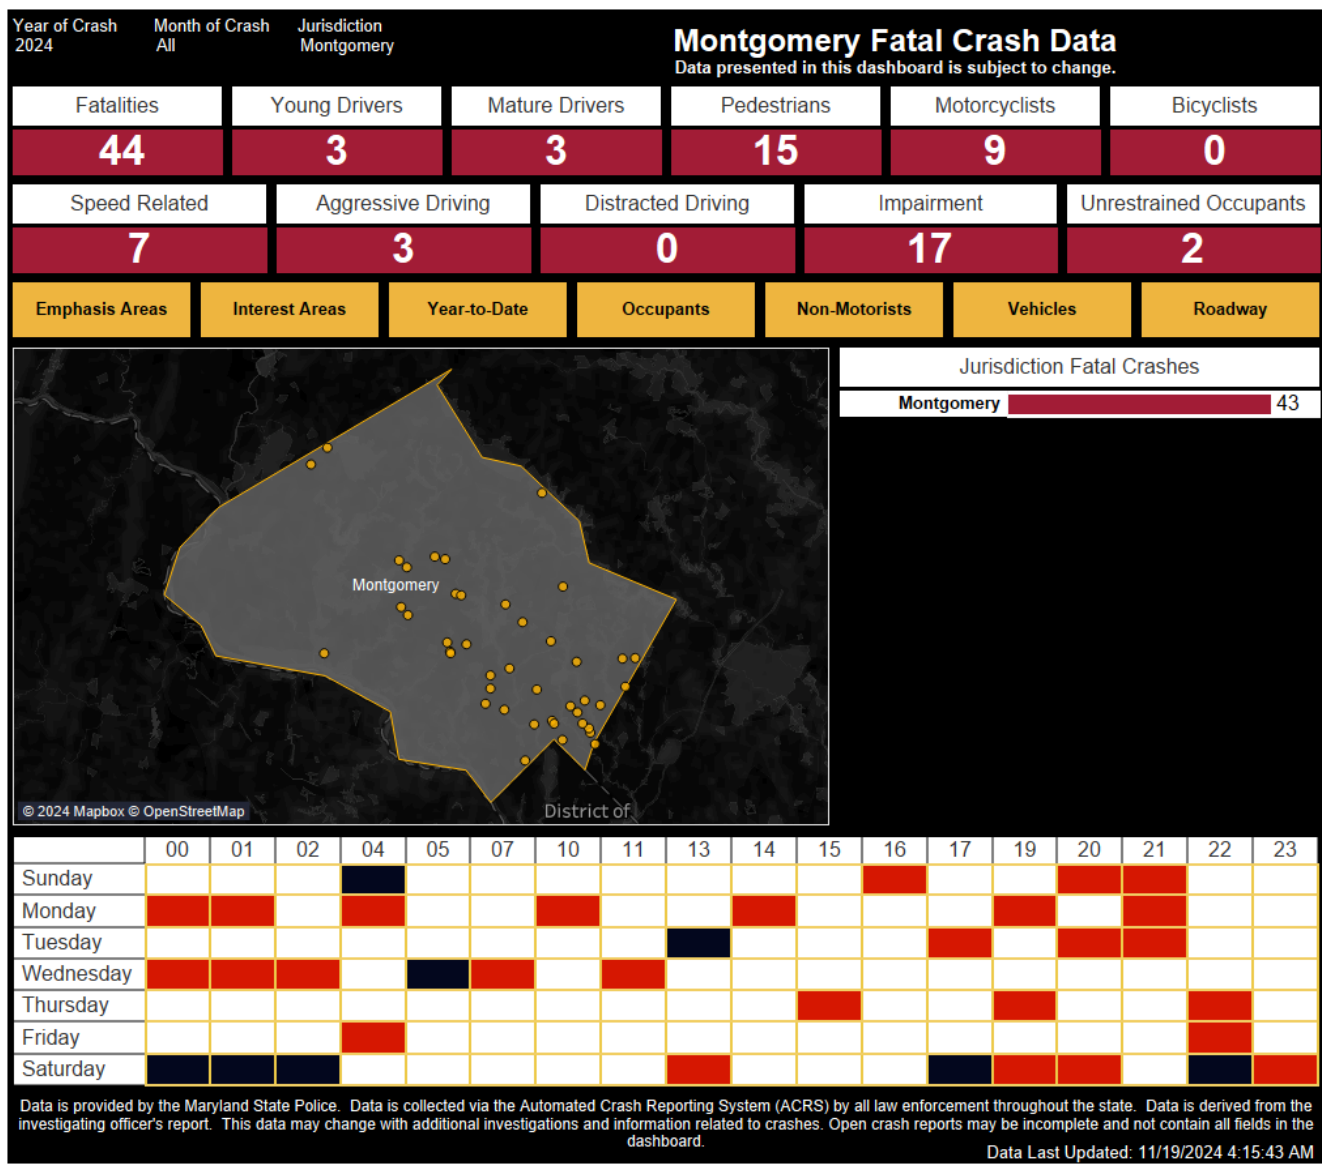 Year of Crash Month of Crash Jurisdiction
2024 All Montgomery
Montgomery Fatal Crash Data
Data presented in this dashboard is subject to change.
Fatalities Young Drivers Mature Drivers Pedestrians Motorcyclists Bicyclists
44 3 3 15 9 0
Speed Related Aggressive Driving Distracted Driving Impairment Unrestrained Occupants
7 3 0 17 2
Emphasis Areas Interest Areas Year-to-Date Occupants Non-Motorists Vehicles Roadway
Jurisdiction Fatal Crashes
Montgomery 43
Montgomery
District of
© 2024 Mapbox © OpenStreetMap
00 01 02 04 05 07 10 11 13 14 15 16 17 19 20 21 22 23
Sunday
Monday
Tuesday
Wednesday
Thursday
Friday
Saturday
Data is provided by the Maryland State Police. Data is collected via the Automated Crash Reporting System (ACRS) by all law enforcement throughout the state. Data is derived from the
investigating officer's report. This data may change with additional investigations and information related to crashes. Open crash reports may be incomplete and not contain all fields in the
dashboard.
Data Last Updated: 11/19/2024 4:15:43 AM